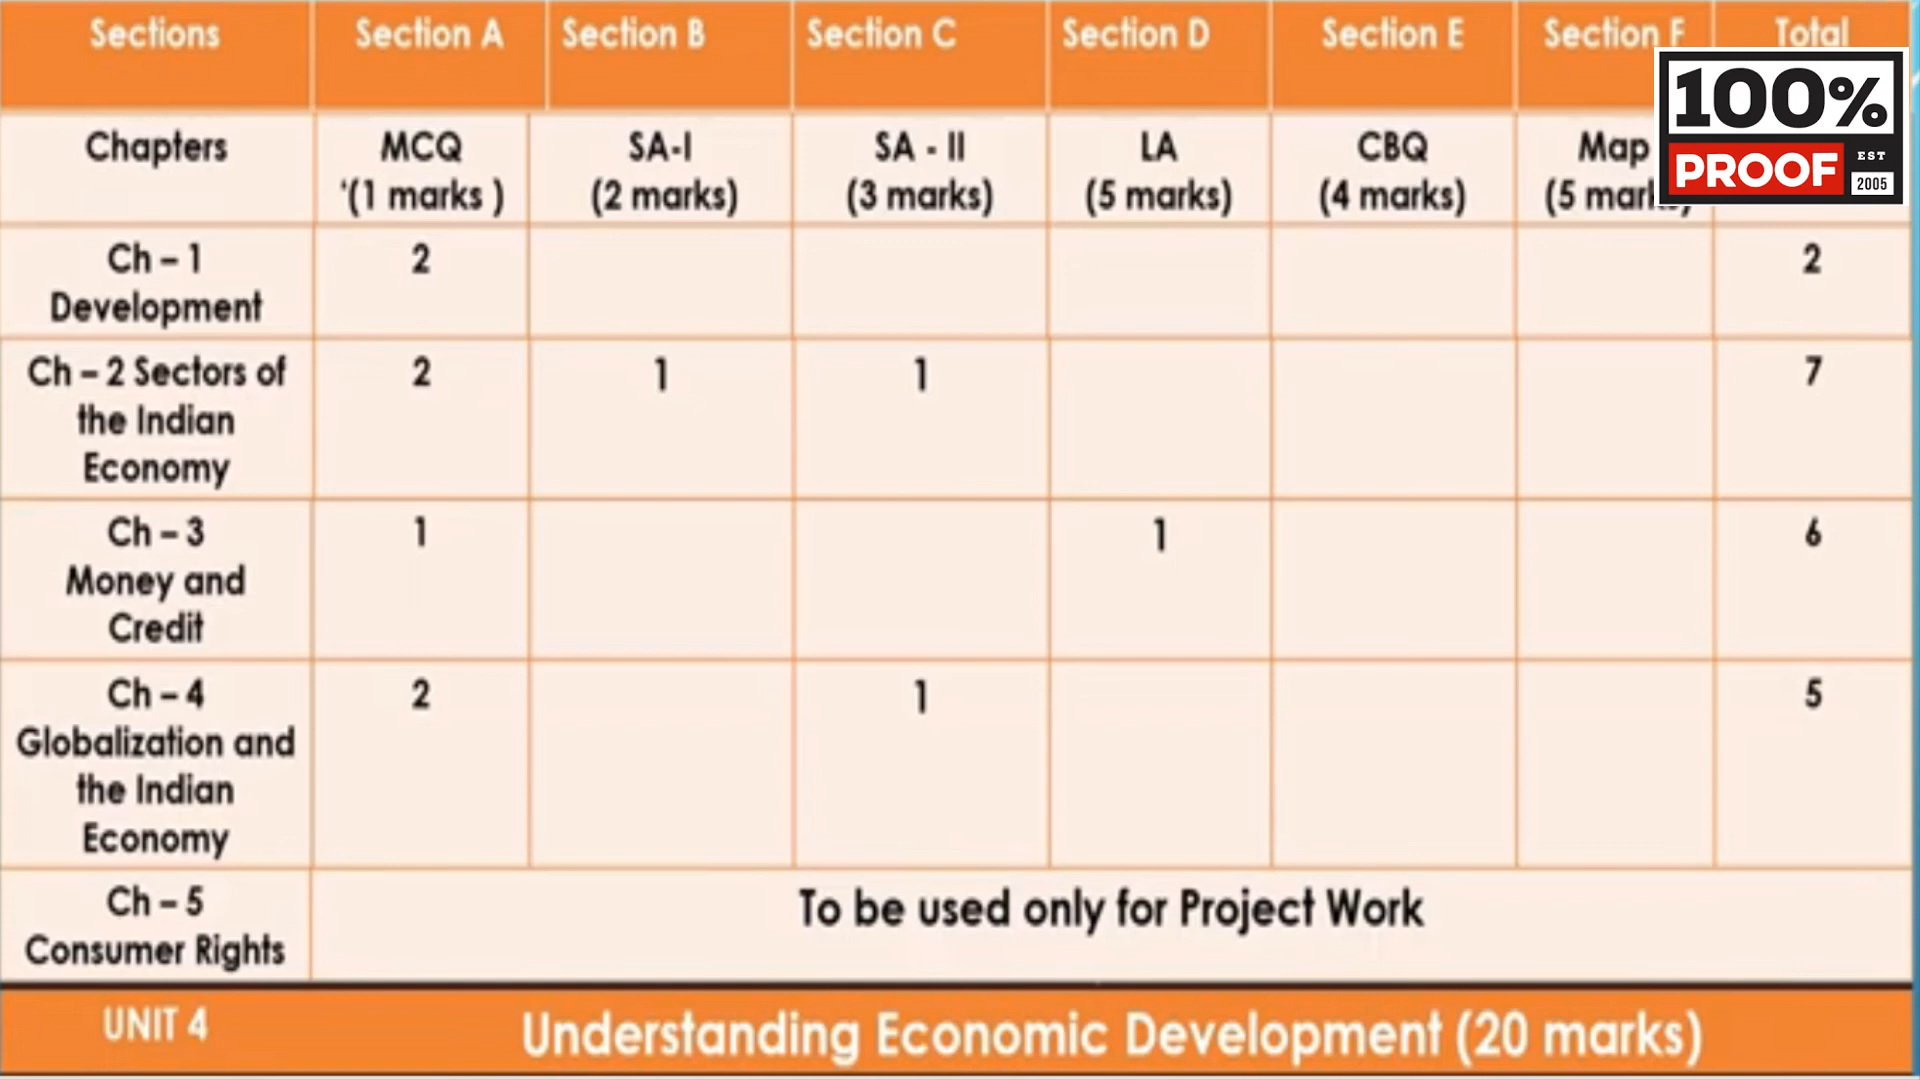 Sections Section A Section B Section C Section D Section E Section F Total
100%
PROOF EST 2005
Chapters MCQ SA-I SA - II LA CBQ Map
'(1 marks ) (2 marks) (3 marks) (5 marks) (4 marks) (5 marks)
Ch – 1 2 2
Development
Ch – 2 Sectors of 2 1 1 7
the Indian
Economy
Ch – 3 1 1 6
Money and
Credit
Ch – 4 2 1 5
Globalization and
the Indian
Economy
Ch – 5 To be used only for Project Work
Consumer Rights
UNIT 4 Understanding Economic Development (20 marks)